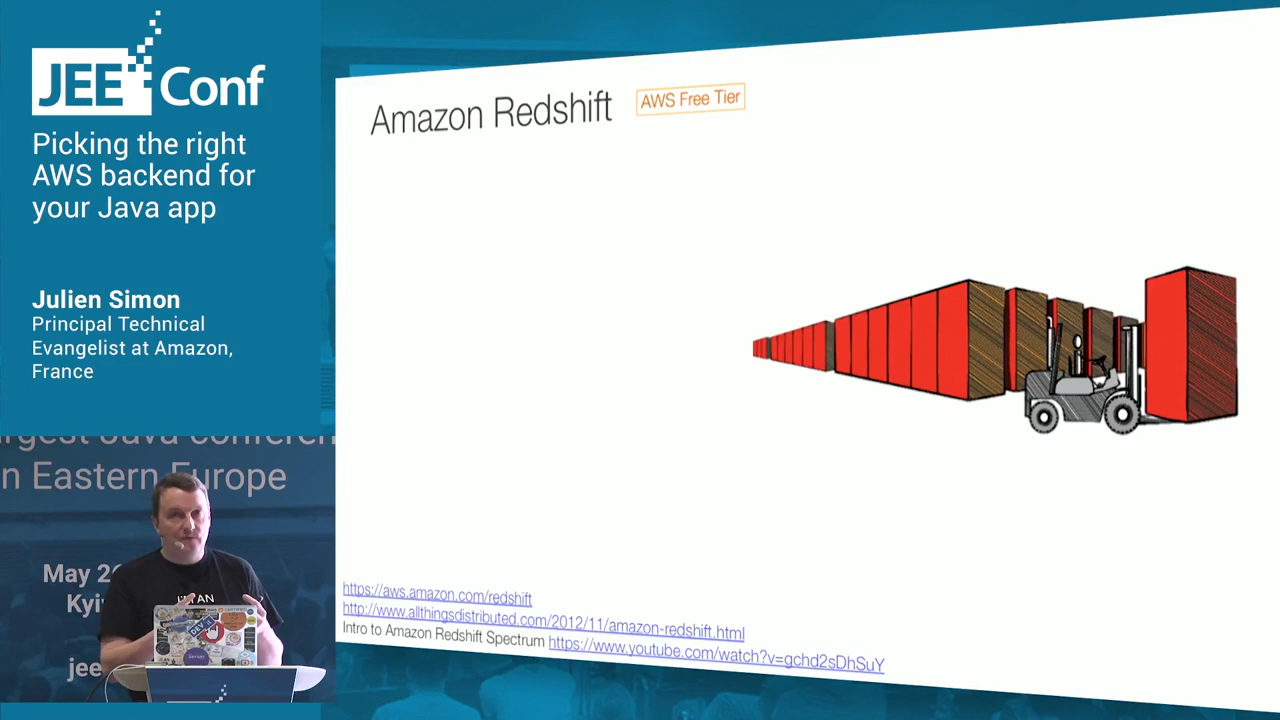 JEE Conf
Picking the right
AWS backend for
your Java app
Julien Simon
Principal Technical
Evangelist at Amazon,
France
Amazon Redshift
AWS Free Tier
https://aws.amazon.com/redshift
http://www.allthingsdistributed.com/2012/11/amazon-redshift.html
Intro to Amazon Redshift Spectrum https://www.youtube.com/watch?v=gchd2sDhSuY
n Eastern Europe
May
jee
I'M AN